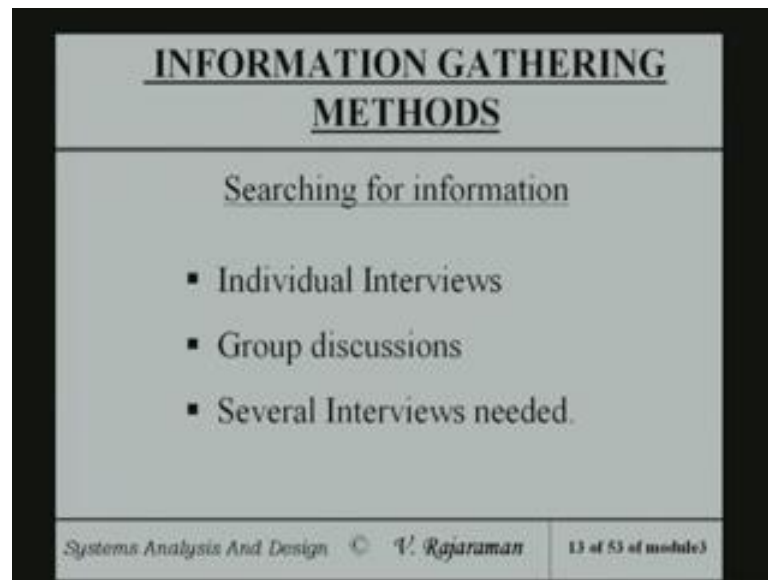 INFORMATION GATHERING
METHODS
Searching for information
▪ Individual Interviews
▪ Group discussions
▪ Several Interviews needed.
Systems Analysis And Design © V. Rajaraman 13 of 53 of module3